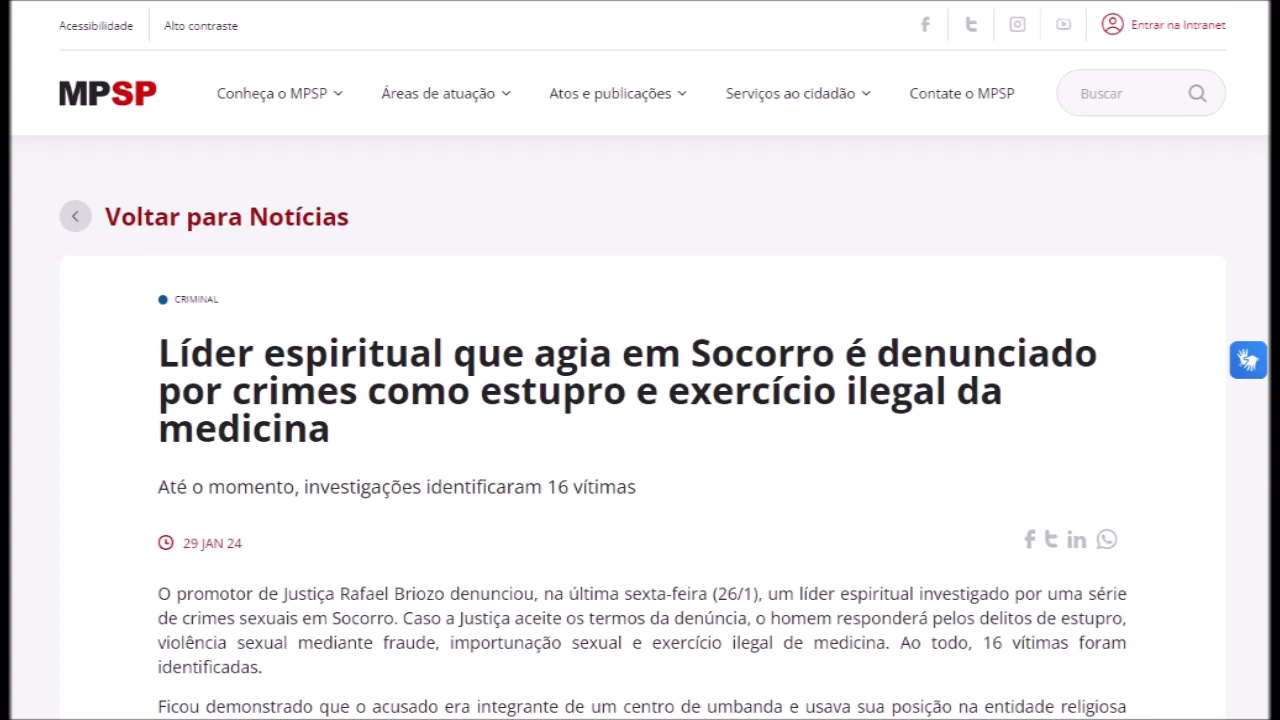 Acessibilidade
Alto contraste
Entrar na Intranet
MPSP
Conheça o MPSP
Áreas de atuação
Atos e publicações
Serviços ao cidadão
Contate o MPSP
Buscar
Voltar para Notícias
CRIMINAL
Líder espiritual que agia em Socorro é denunciado
por crimes como estupro e exercício ilegal da
medicina
Até o momento, investigações identificaram 16 vítimas
29 JAN 24
O promotor de Justiça Rafael Briozo denunciou, na última sexta-feira (26/1), um líder espiritual investigado por uma série
de crimes sexuais em Socorro. Caso a Justiça aceite os termos da denúncia, o homem responderá pelos delitos de estupro,
violência sexual mediante fraude, importunação sexual e exercício ilegal de medicina. Ao todo, 16 vítimas foram
identificadas.
Ficou demonstrado que o acusado era integrante de um centro de umbanda e usava sua posição na entidade religiosa